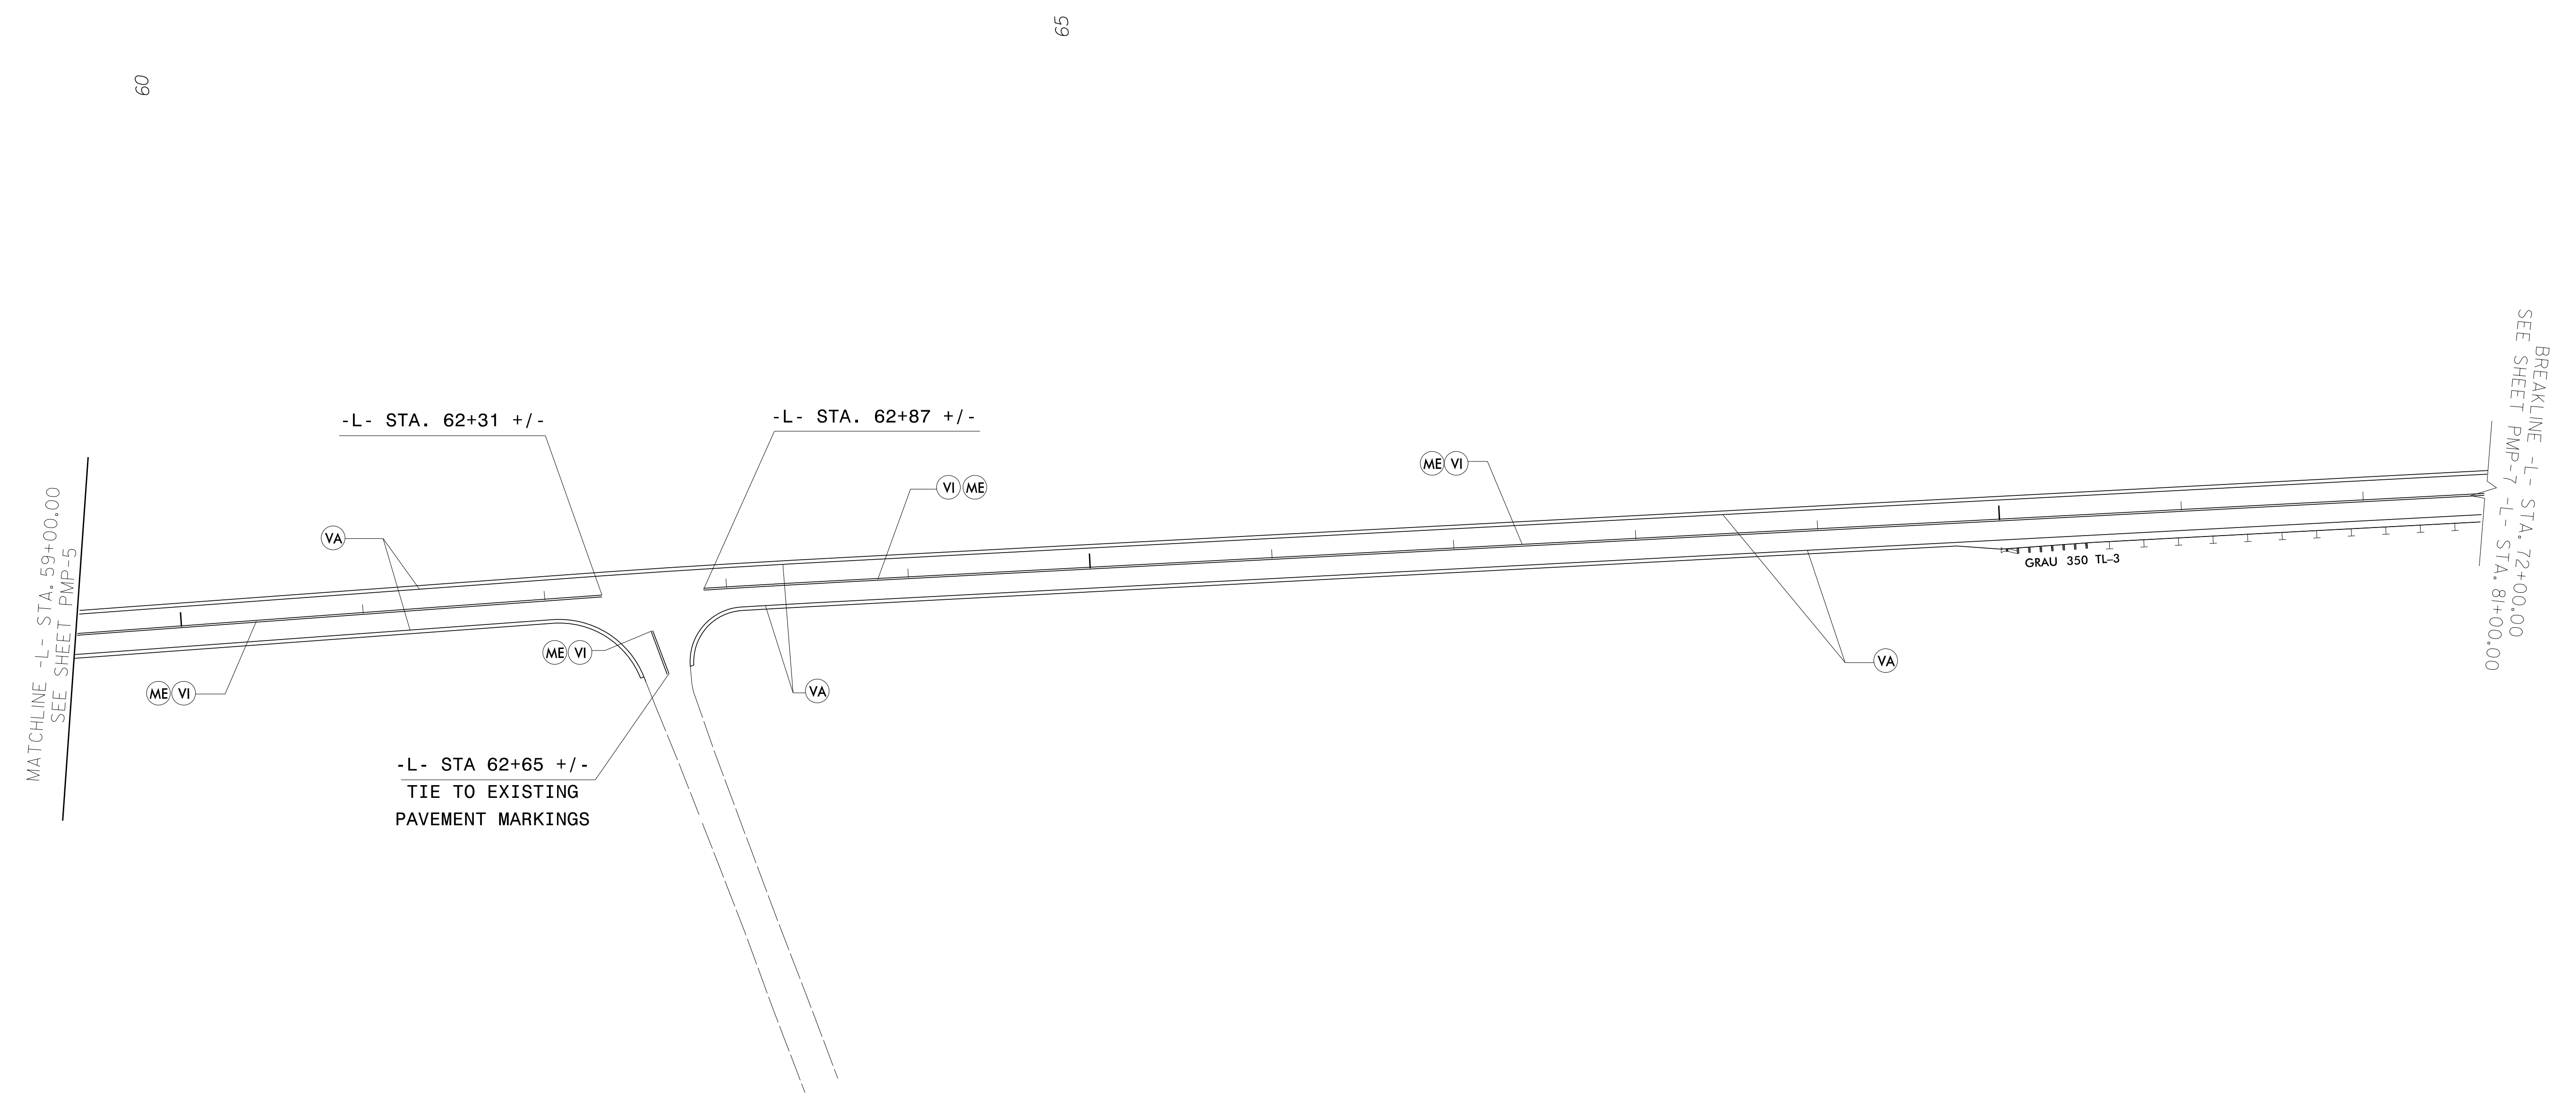 65
60
BREAKLINE -L- STA. 72+00.00
SEE SHEET PMP-7 -L- STA. 81+00.00
-L- STA. 62+31 +/-
-L- STA. 62+87 +/-
ME VI
VI ME
MATCHLINE -L- STA. 59+00.00
SEE SHEET PMP-5
VA
GRAU 350 TL-3
ME VI
VA
ME VI
VA
-L- STA 62+65 +/-
TIE TO EXISTING
PAVEMENT MARKINGS